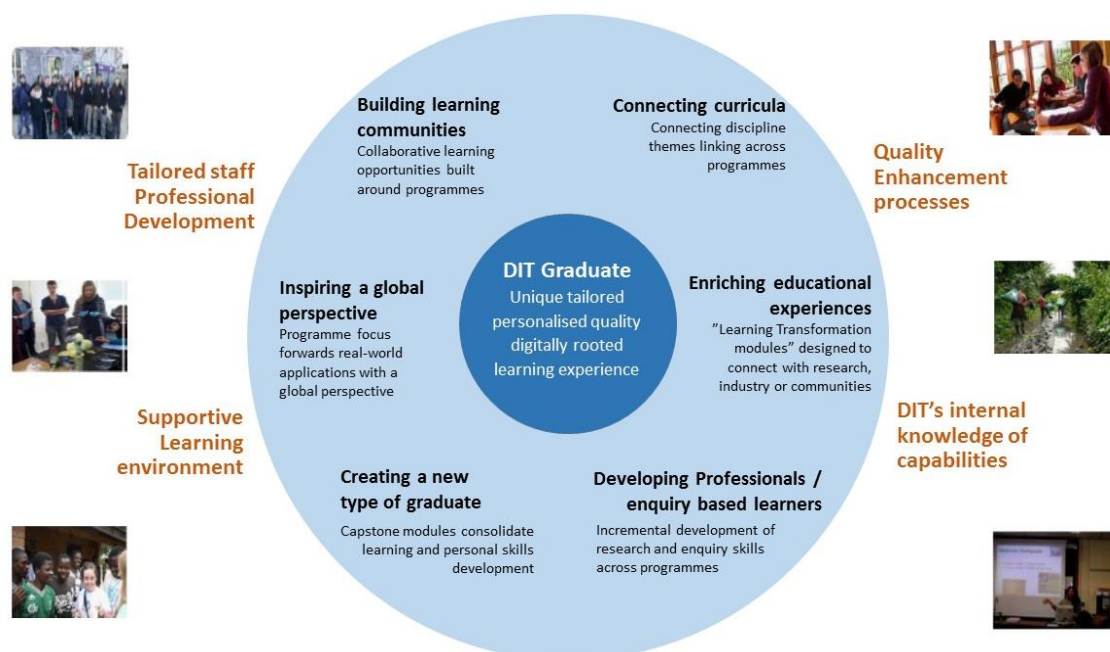 Building learning
communities
Collaborative learning
opportunities built
around programmes
Connecting curricula
Connecting discipline
themes linking across
programmes
Tailored staff
Professional
Development
Quality
Enhancement
processes
DIT Graduate
Unique tailored
personalised quality
digitally rooted
learning experience
Inspiring a global
perspective
Programme focus
forwards real-world
applications with a
global perspective
Enriching educational
experiences
”Learning Transformation
modules” designed to
connect with research,
industry or communities
Supportive
Learning
environment
DIT’s internal
knowledge of
capabilities
Creating a new
type of graduate
Capstone modules consolidate
learning and personal skills
development
Developing Professionals /
enquiry based learners
Incremental development of
research and enquiry skills
across programmes